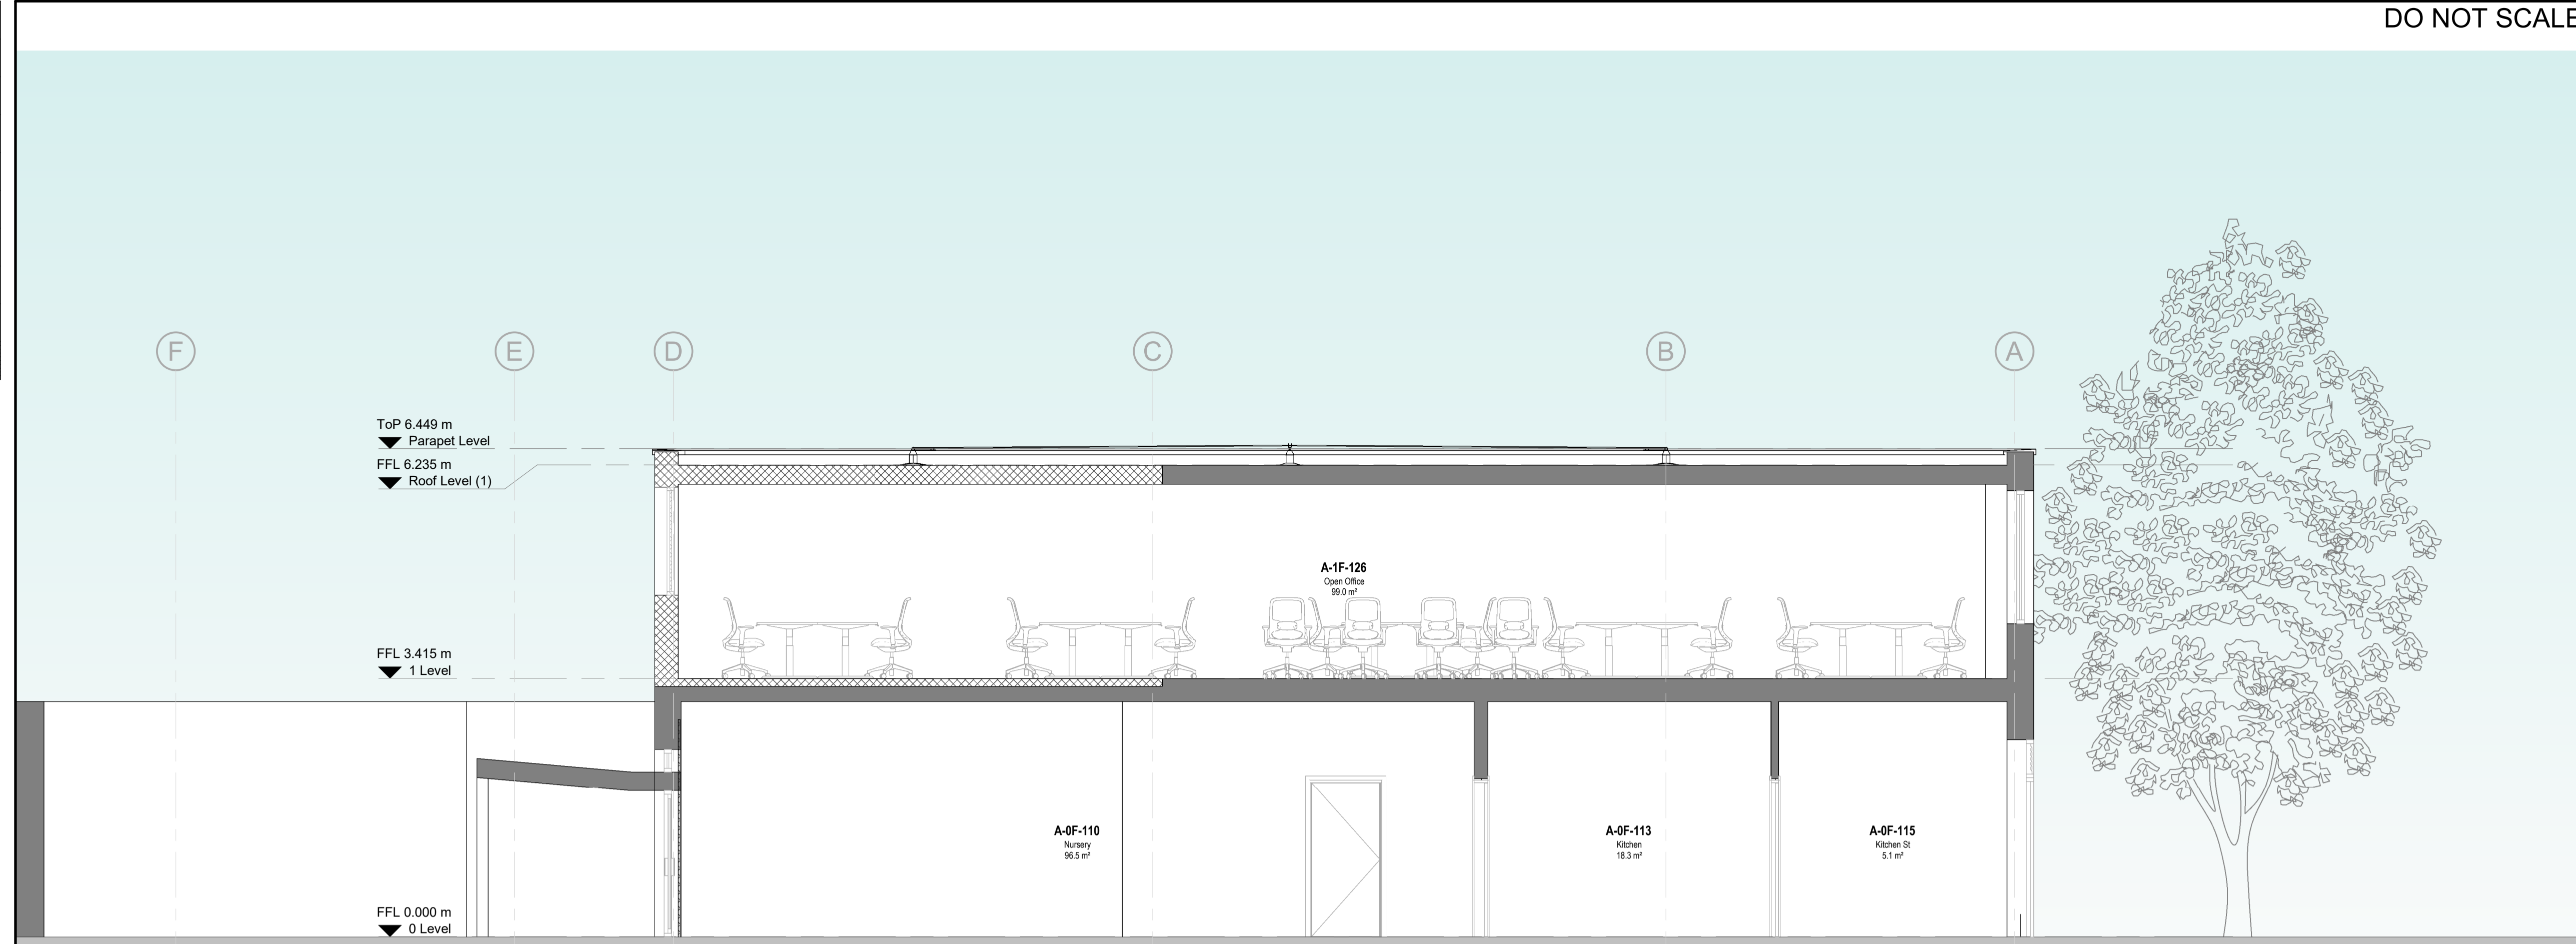 DO NOT SCALE
F
E
D
C
B
A
ToP 6.449 m
Parapet Level
FFL 6.235 m
Roof Level (1)
A-1F-126
Open Office
99.0 m²
FFL 3.415 m
1 Level
A-0F-110
Nursery
96.5 m²
A-0F-113
Kitchen
18.3 m²
A-0F-115
Kitchen St
5.1 m²
FFL 0.000 m
0 Level